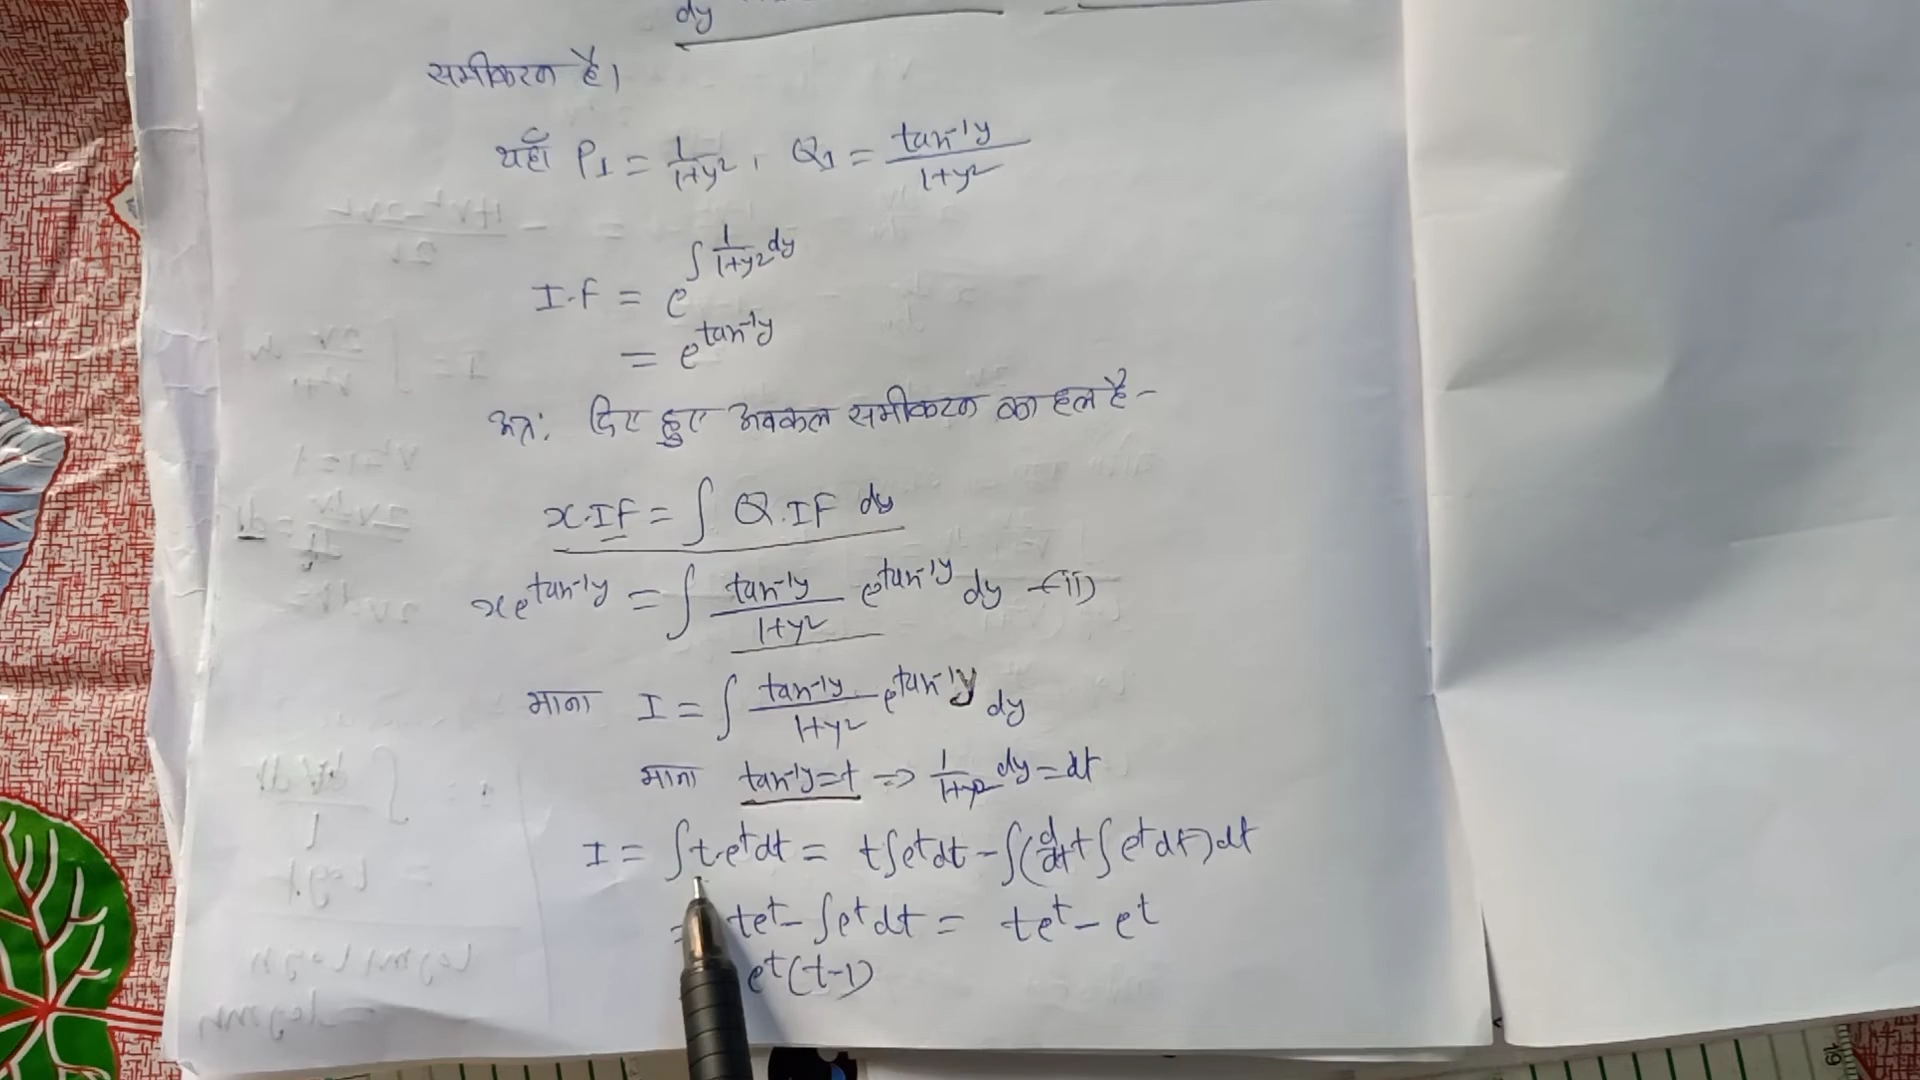 dy
समीकरण है।
यहाँ P₁ = 1/1+y², Q₁ = tan⁻¹y/1+y²
I.F = e^∫1/1+y² dy
= e^tan⁻¹y
अतः दिए हुए अवकल समीकरण का हल है-
x.IF = ∫ Q.IF dy
xe^tan⁻¹y = ∫ tan⁻¹y/1+y² e^tan⁻¹y dy -(ii)
माना I = ∫ tan⁻¹y/1+y² e^tan⁻¹y dy
माना tan⁻¹y=t => 1/1+y² dy=dt
I = ∫t.e^t dt = t∫e^t dt - ∫(d/dt t ∫e^t dt) dt
= te^t - ∫e^t dt = te^t - e^t
e^t(t-1)
19